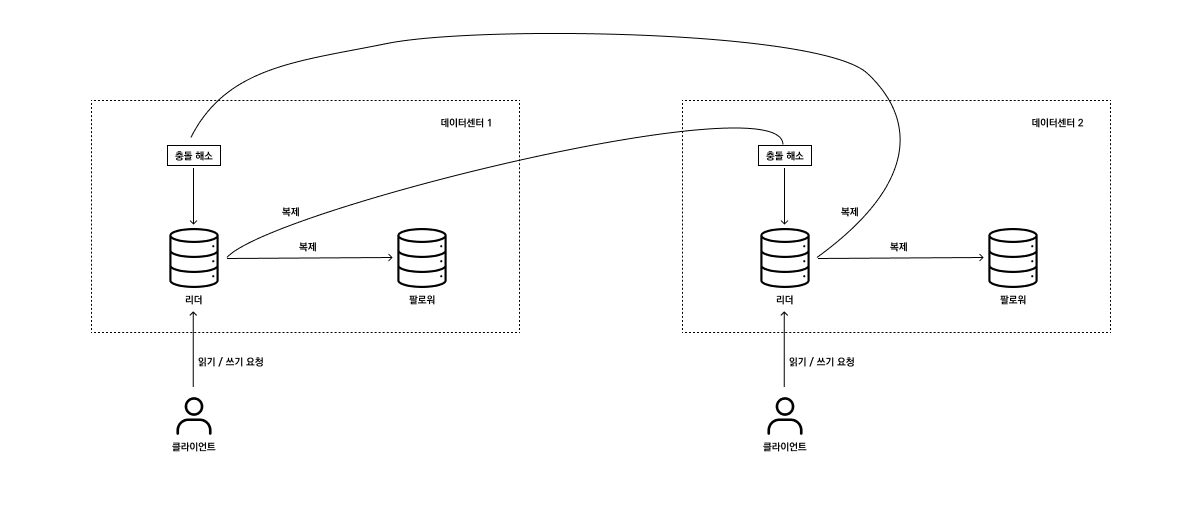 데이터센터 1
충돌 해소
복제
복제
리더
팔로워
읽기 / 쓰기 요청
클라이언트
데이터센터 2
충돌 해소
복제
복제
리더
팔로워
읽기 / 쓰기 요청
클라이언트